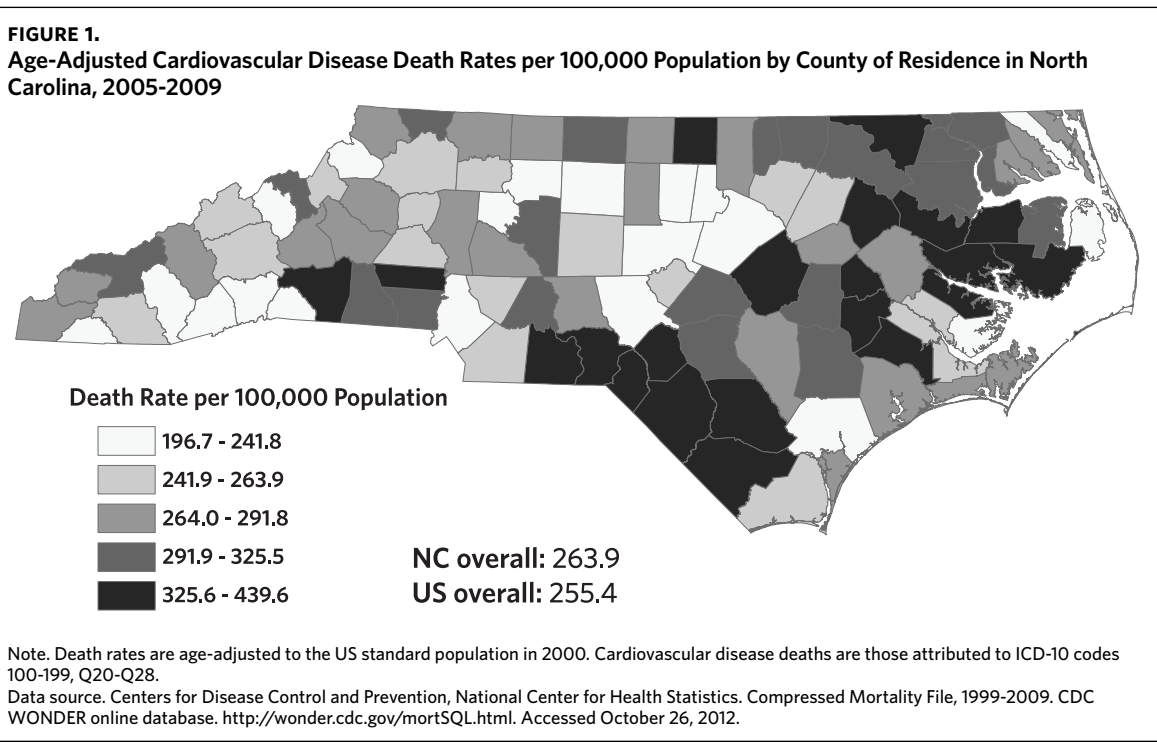 FIGURE 1.
Age-Adjusted Cardiovascular Disease Death Rates per 100,000 Population by County of Residence in North
Carolina, 2005-2009
Death Rate per 100,000 Population
196.7 - 241.8
241.9 - 263.9
264.0 - 291.8
291.9 - 325.5
325.6 - 439.6
NC overall: 263.9
US overall: 255.4
Note. Death rates are age-adjusted to the US standard population in 2000. Cardiovascular disease deaths are those attributed to ICD-10 codes
100-199, Q20-Q28.
Data source. Centers for Disease Control and Prevention, National Center for Health Statistics. Compressed Mortality File, 1999-2009. CDC
WONDER online database. http://wonder.cdc.gov/mortSQL.html. Accessed October 26, 2012.